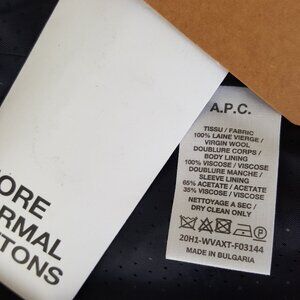 ORE
RMAL
TONS
A.P.C.
TISSU / FABRIC
100% LAINE VIERGE /
VIRGIN WOOL
DOUBLURE CORPS /
BODY LINING
100% VISCOSE / VISCOSE
DOUBLURE MANCHE /
SLEEVE LINING
65% ACETATE / ACETATE
35% VISCOSE / VISCOSE
NETTOYAGE A SEC /
DRY CLEAN ONLY
20H1-WVAXT-F03144
MADE IN BULGARIA